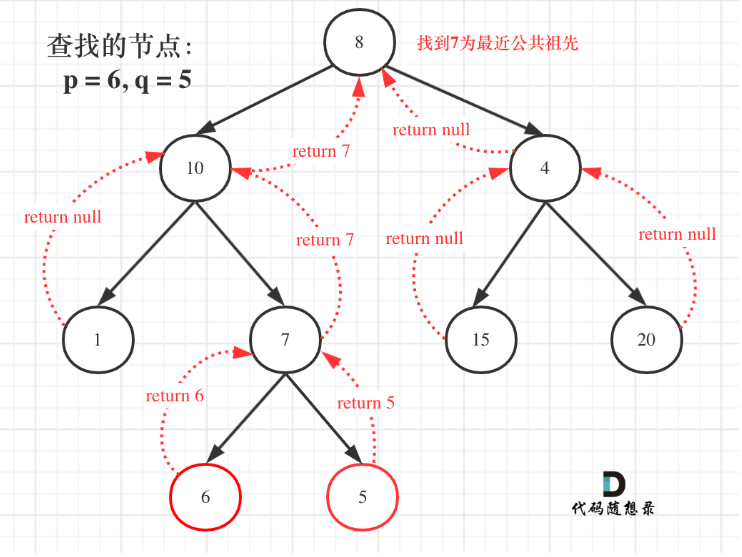 查找的节点：
p = 6, q = 5
8
找到7为最近公共祖先
return null
return 7
10
4
return null
return 7
return null
return null
1
7
15
20
return 6
return 5
6
5
代码随想录